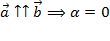 a⃗ ↑↑ b⃗ ⟹ α = 0